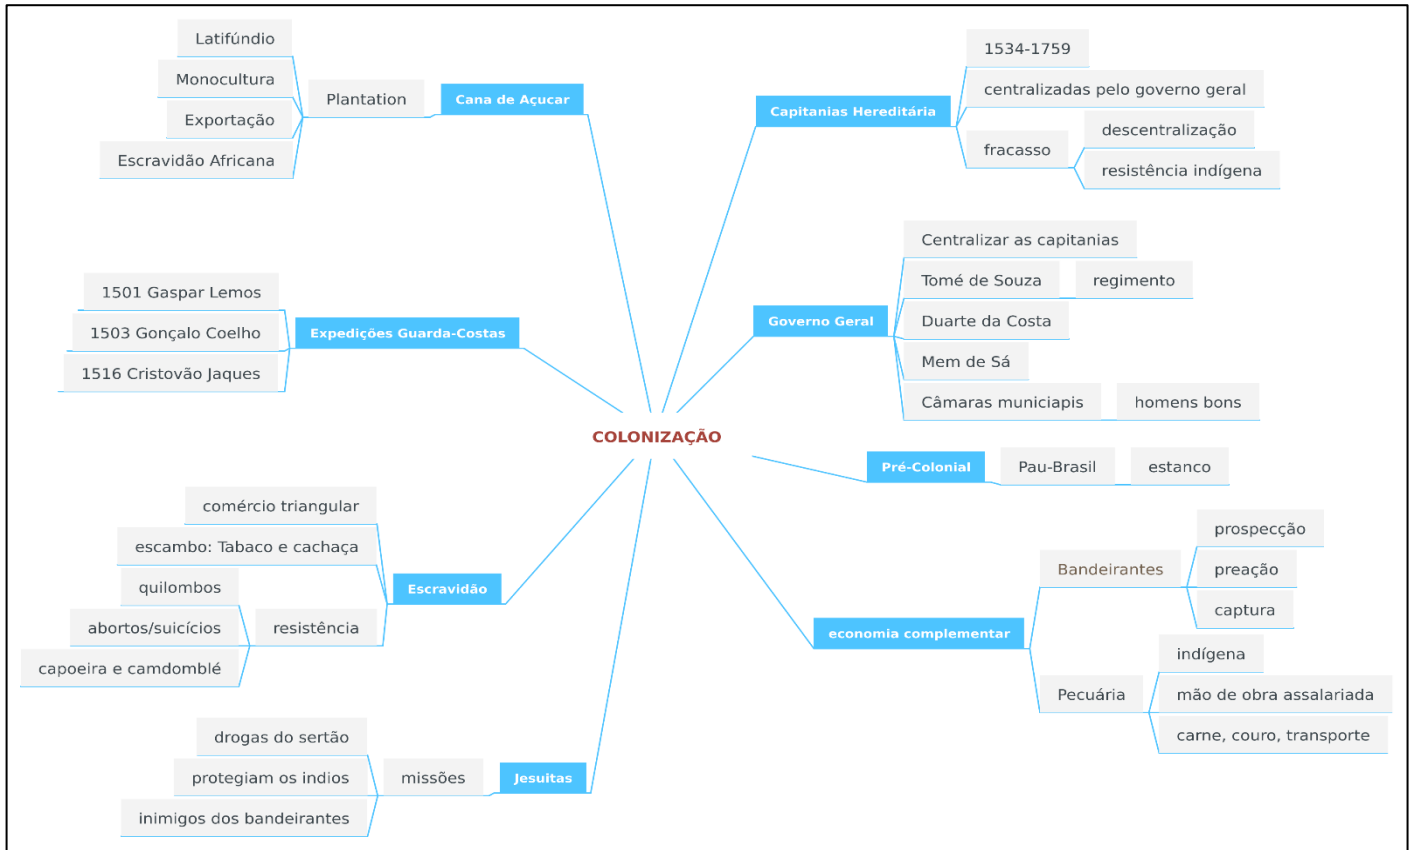 COLONIZAÇÃO
Cana de Açucar
Plantation
Latifúndio
Monocultura
Exportação
Escravidão Africana
Expedições Guarda-Costas
1501 Gaspar Lemos
1503 Gonçalo Coelho
1516 Cristovão Jaques
Escravidão
comércio triangular
escambo: Tabaco e cachaça
resistência
quilombos
abortos/suicícios
capoeira e camdomblé
Jesuitas
missões
drogas do sertão
protegiam os indios
inimigos dos bandeirantes
Capitanias Hereditária
1534-1759
centralizadas pelo governo geral
fracasso
descentralização
resistência indígena
Governo Geral
Centralizar as capitanias
Tomé de Souza
regimento
Duarte da Costa
Mem de Sá
Câmaras municiapis
homens bons
Pré-Colonial
Pau-Brasil
estanco
economia complementar
Bandeirantes
prospecção
preação
captura
Pecuária
indígena
mão de obra assalariada
carne, couro, transporte